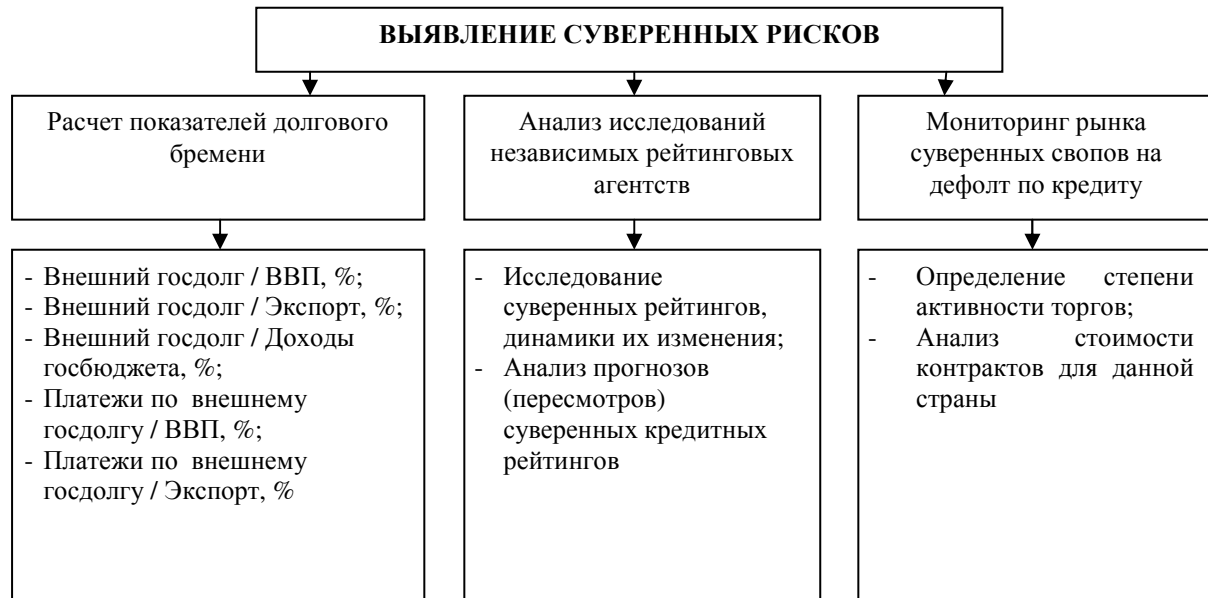 ВЫЯВЛЕНИЕ СУВЕРЕННЫХ РИСКОВ
Расчет показателей долгового
бремени
Анализ исследований
независимых рейтинговых
агентств
Мониторинг рынка
суверенных свопов на
дефолт по кредиту
- Внешний госдолг / ВВП, %;
- Внешний госдолг / Экспорт, %;
- Внешний госдолг / Доходы
госбюджета, %;
- Платежи по внешнему
госдолгу / ВВП, %;
- Платежи по внешнему
госдолгу / Экспорт, %
- Исследование
суверенных рейтингов,
динамики их изменения;
- Анализ прогнозов
(пересмотров)
суверенных кредитных
рейтингов
- Определение степени
активности торгов;
- Анализ стоимости
контрактов для данной
страны